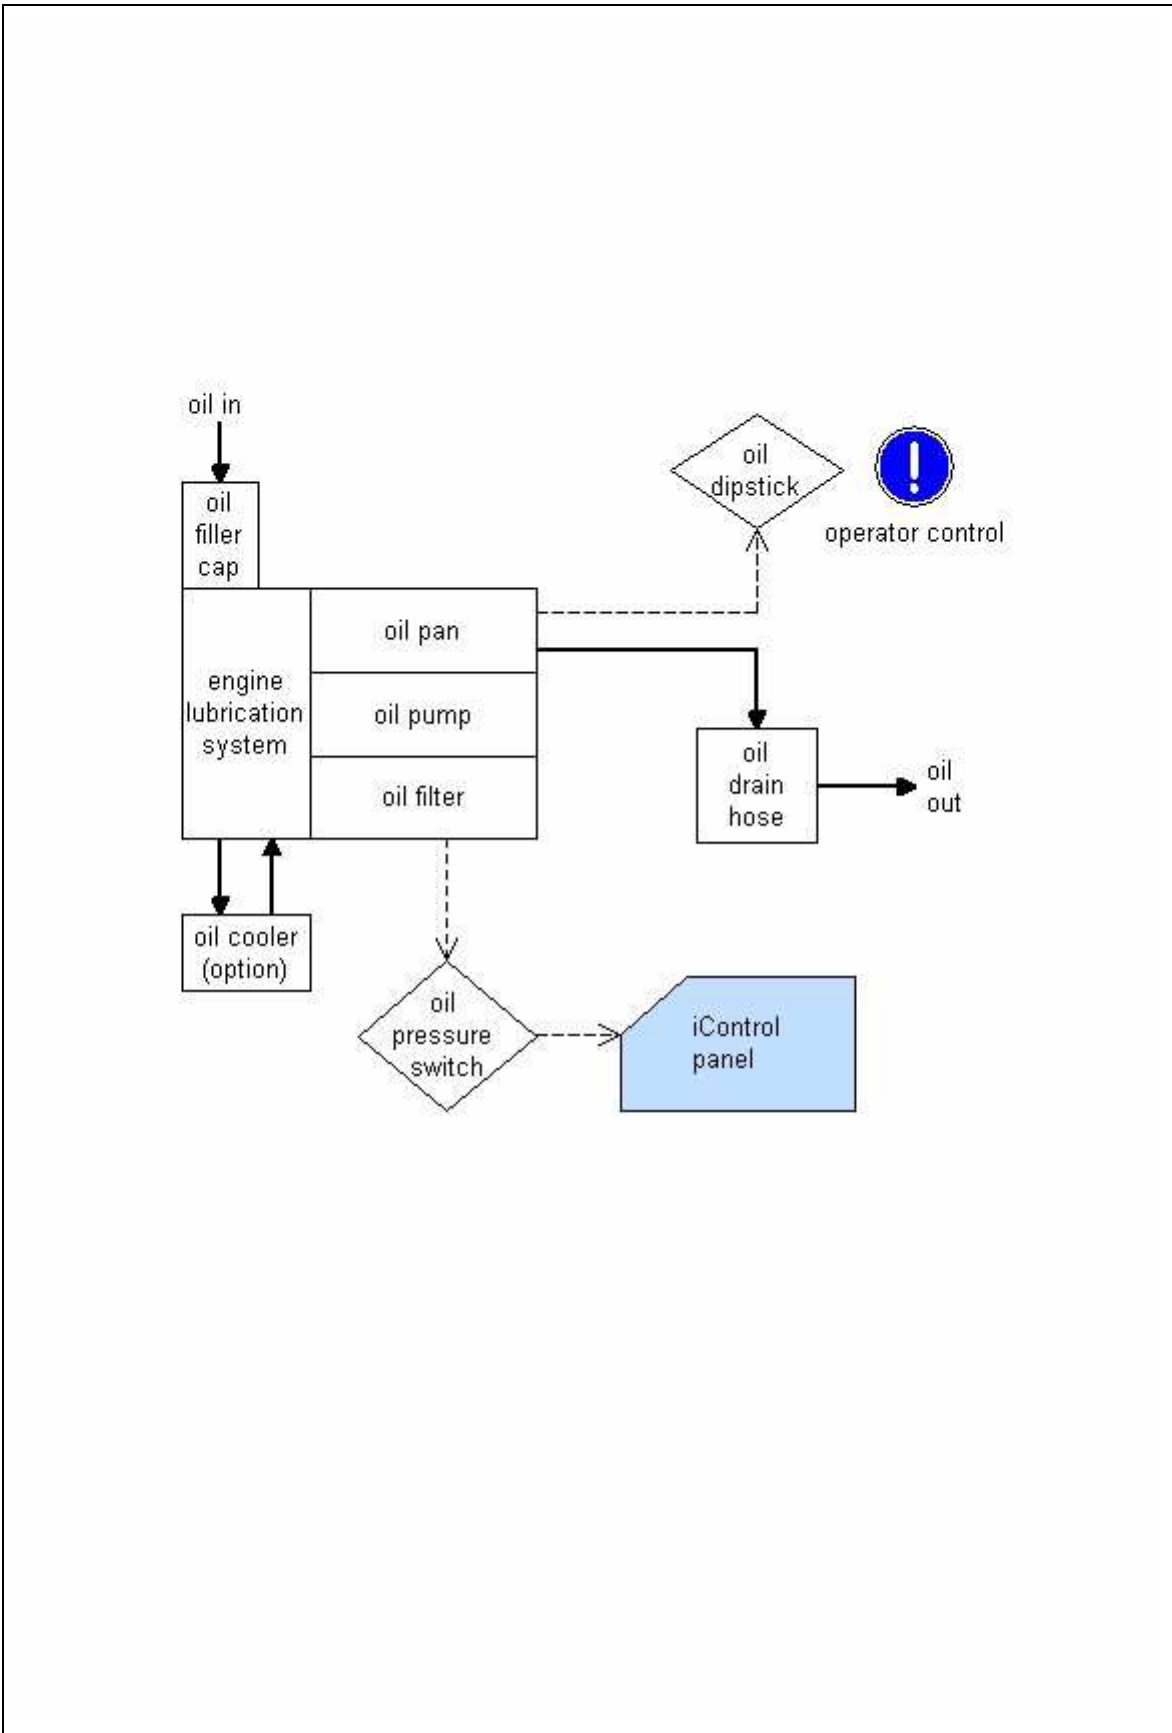 oil in
oil
filler
cap
oil
dipstick
operator control
engine
lubrication
system
oil pan
oil pump
oil filter
oil
drain
hose
oil
out
oil cooler
(option)
oil
pressure
switch
iControl
panel